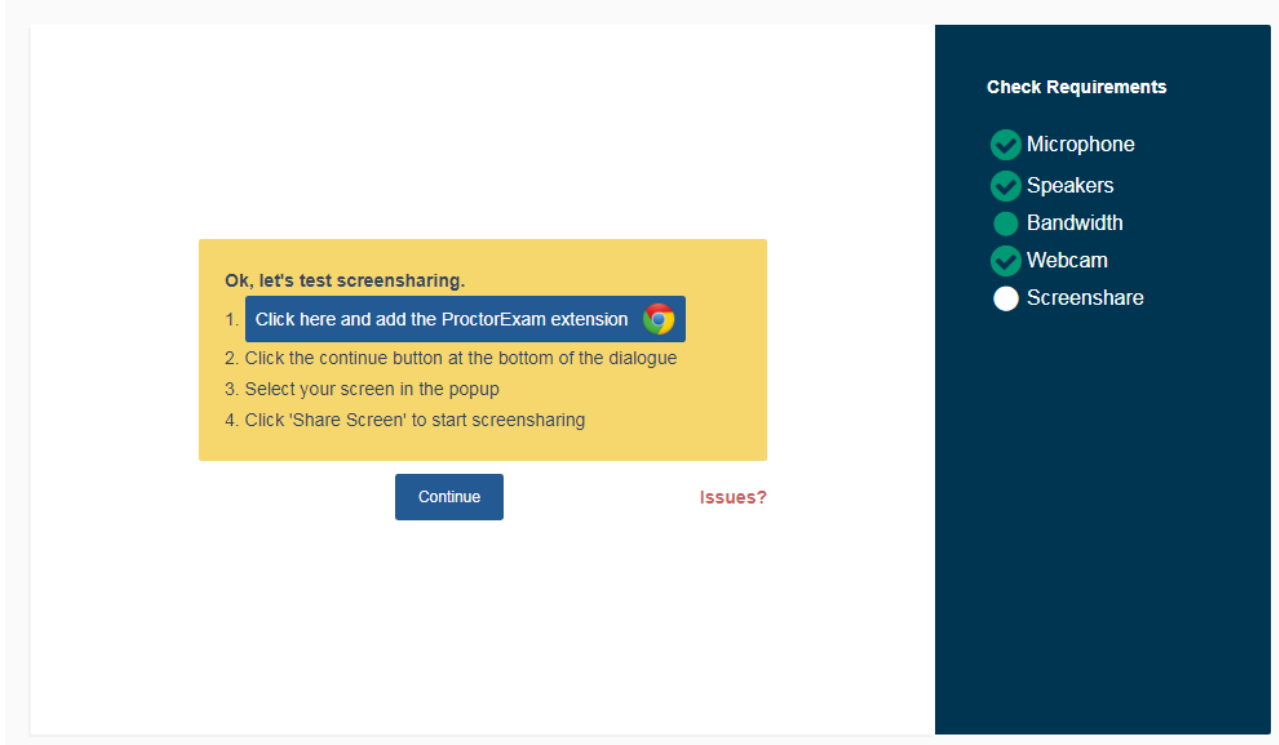 Ok, let's test screensharing.
1. Click here and add the ProctorExam extension
2. Click the continue button at the bottom of the dialogue
3. Select your screen in the popup
4. Click 'Share Screen' to start screensharing
Continue
Issues?
Check Requirements
Microphone
Speakers
Bandwidth
Webcam
Screenshare